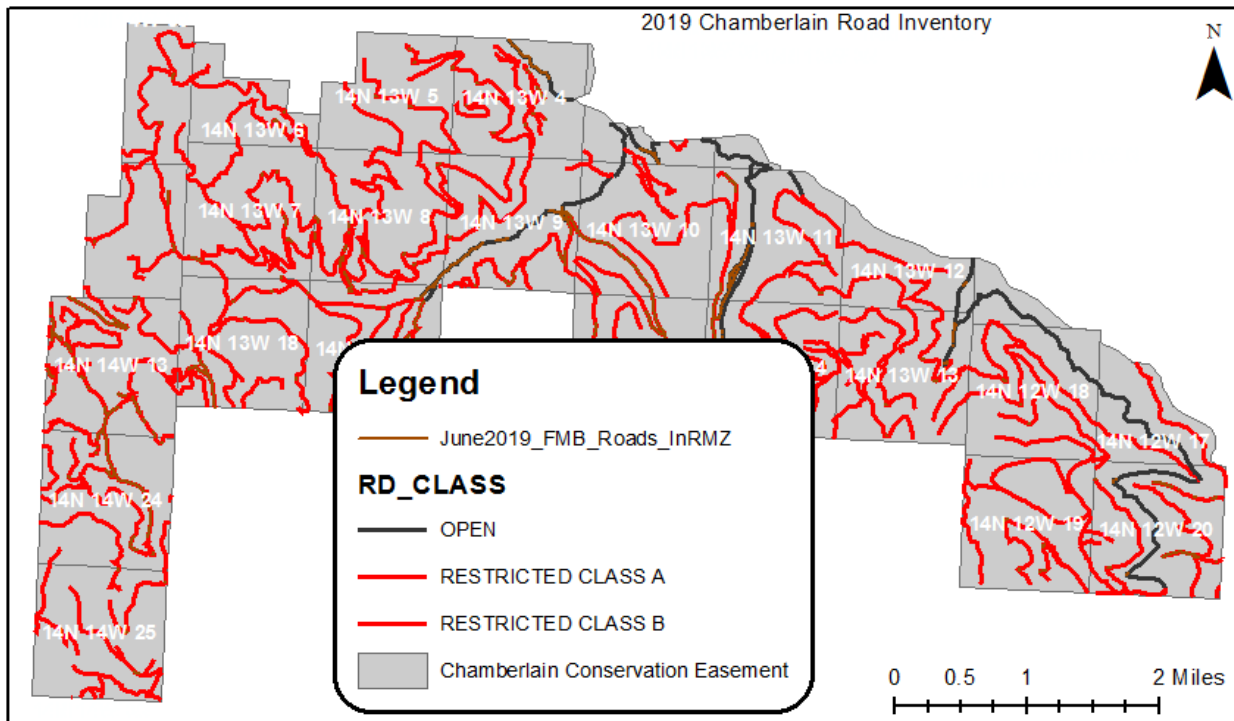 2019 Chamberlain Road Inventory
N
14N 13W 5
14N 13W 4
14N 13W 6
14N 13W 7
14N 13W 8
14N 13W 9
14N 13W 10
14N 13W 11
14N 13W 12
14N 14W 13
14N 13W 18
14N 13W 13
14N 12W 18
14N 12W 17
14N 14W 24
14N 12W 19
14N 12W 20
14N 14W 25
Legend
June2019_FMB_Roads_InRMZ
RD_CLASS
OPEN
RESTRICTED CLASS A
RESTRICTED CLASS B
Chamberlain Conservation Easement
0 0.5 1 2 Miles